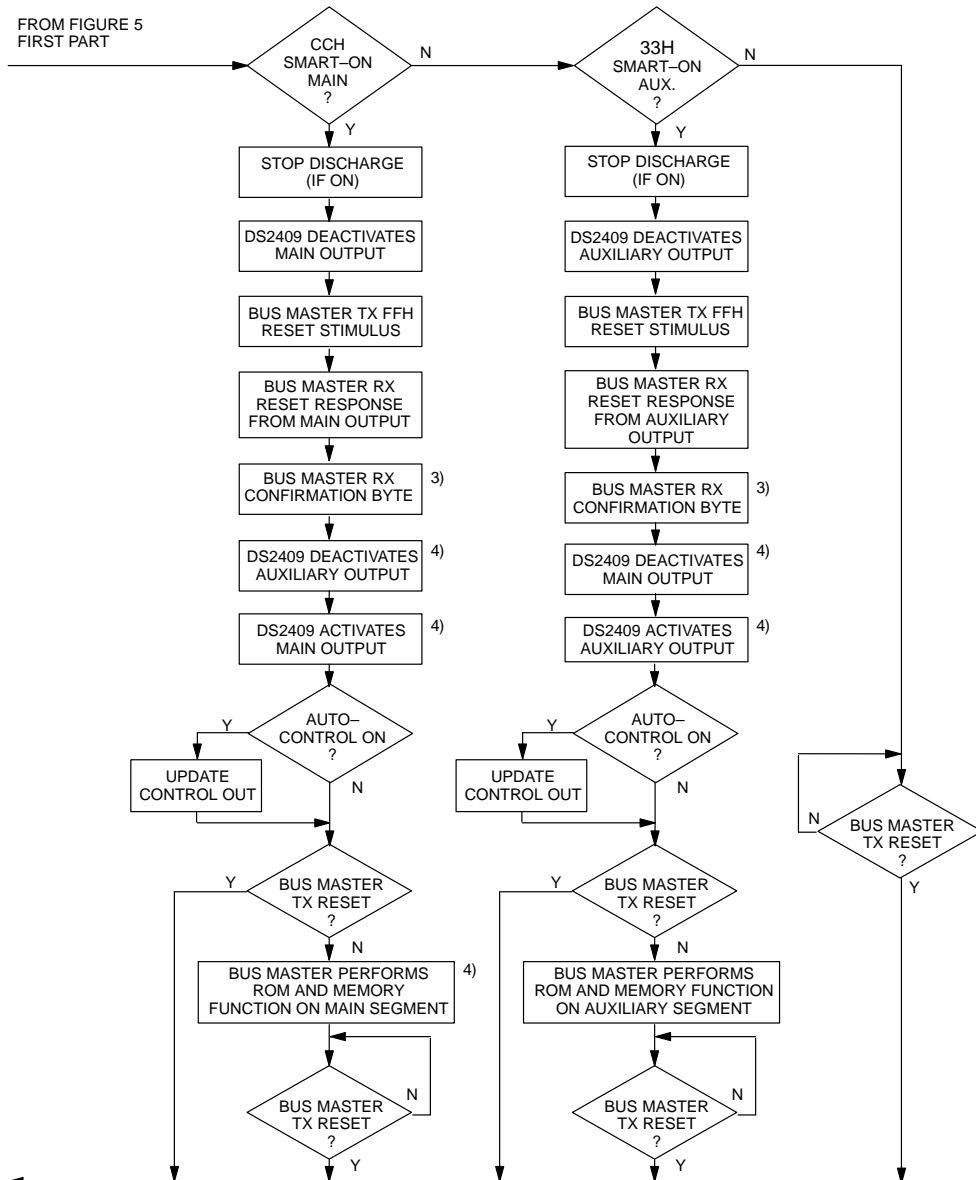 FROM FIGURE 5
FIRST PART
CCH
SMART–ON
MAIN
?
N
Y
STOP DISCHARGE
(IF ON)
DS2409 DEACTIVATES
MAIN OUTPUT
BUS MASTER TX FFH
RESET STIMULUS
BUS MASTER RX
RESET RESPONSE
FROM MAIN OUTPUT
BUS MASTER RX
CONFIRMATION BYTE
3)
DS2409 DEACTIVATES
AUXILIARY OUTPUT
4)
DS2409 ACTIVATES
MAIN OUTPUT
4)
AUTO–
CONTROL ON
?
Y
N
UPDATE
CONTROL OUT
BUS MASTER
TX RESET
?
Y
N
BUS MASTER PERFORMS
ROM AND MEMORY
FUNCTION ON MAIN SEGMENT
4)
BUS MASTER
TX RESET
?
N
Y
33H
SMART–ON
AUX.
?
N
Y
STOP DISCHARGE
(IF ON)
DS2409 DEACTIVATES
AUXILIARY OUTPUT
BUS MASTER TX FFH
RESET STIMULUS
BUS MASTER RX
RESET RESPONSE
FROM AUXILIARY
OUTPUT
BUS MASTER RX
CONFIRMATION BYTE
3)
DS2409 DEACTIVATES
MAIN OUTPUT
4)
DS2409 ACTIVATES
AUXILIARY OUTPUT
4)
AUTO–
CONTROL ON
?
Y
N
UPDATE
CONTROL OUT
BUS MASTER
TX RESET
?
Y
N
BUS MASTER PERFORMS
ROM AND MEMORY FUNCTION
ON AUXILIARY SEGMENT
BUS MASTER
TX RESET
?
N
Y
BUS MASTER
TX RESET
?
N
Y